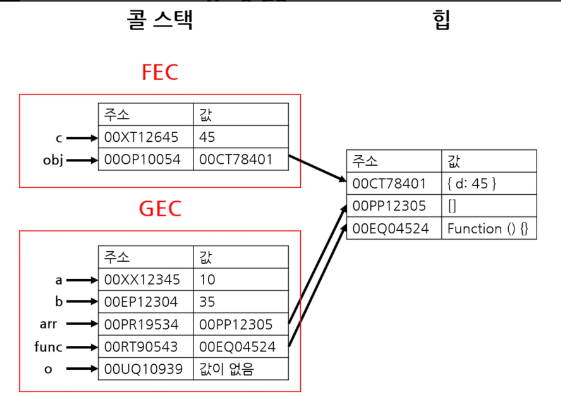 콜 스택
힙
FEC
주소 값
c 00XT12645 45
obj 00OP10054 00CT78401
주소 값
00CT78401 { d: 45 }
00PP12305 []
00EQ04524 Function () {}
GEC
주소 값
a 00XX12345 10
b 00EP12304 35
arr 00PR19534 00PP12305
func 00RT90543 00EQ04524
o 00UQ10939 값이 없음